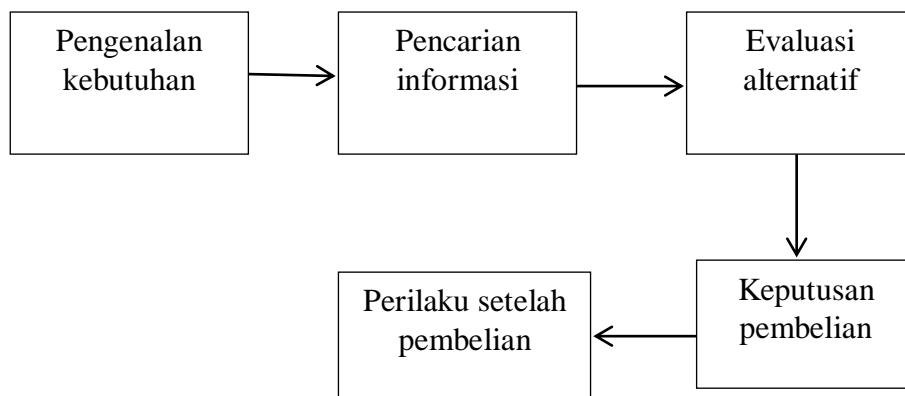 Pengenalan
kebutuhan
Pencarian
informasi
Evaluasi
alternatif
Keputusan
pembelian
Perilaku setelah
pembelian